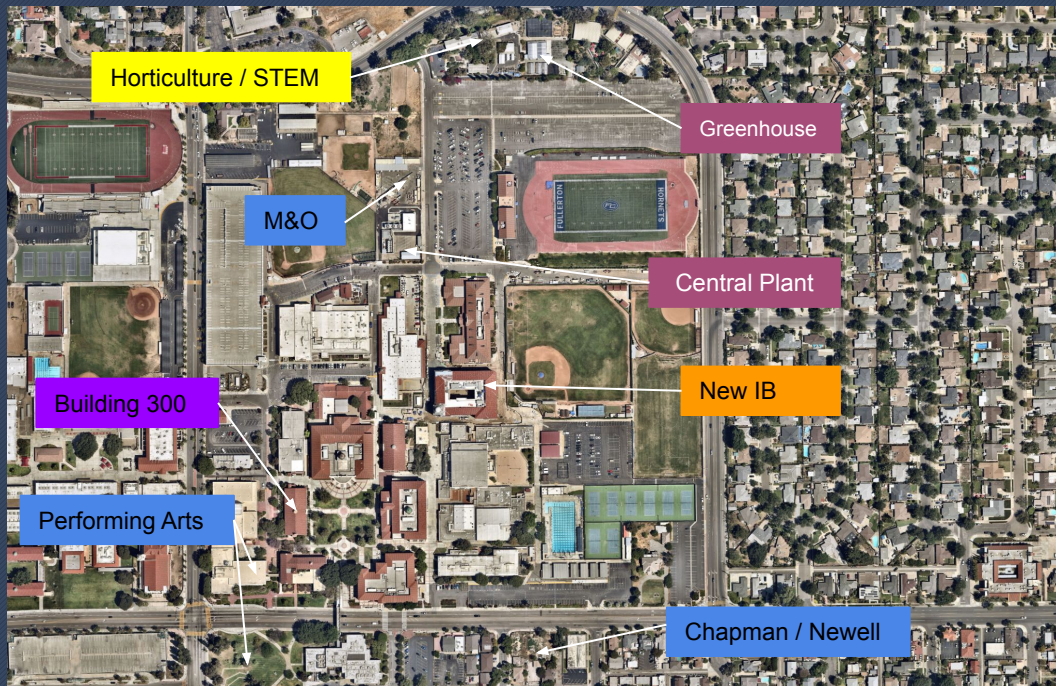 Horticulture / STEM
Greenhouse
M&O
FULLERTON
HORNETS
Central Plant
Building 300
New IB
Performing Arts
Chapman / Newell